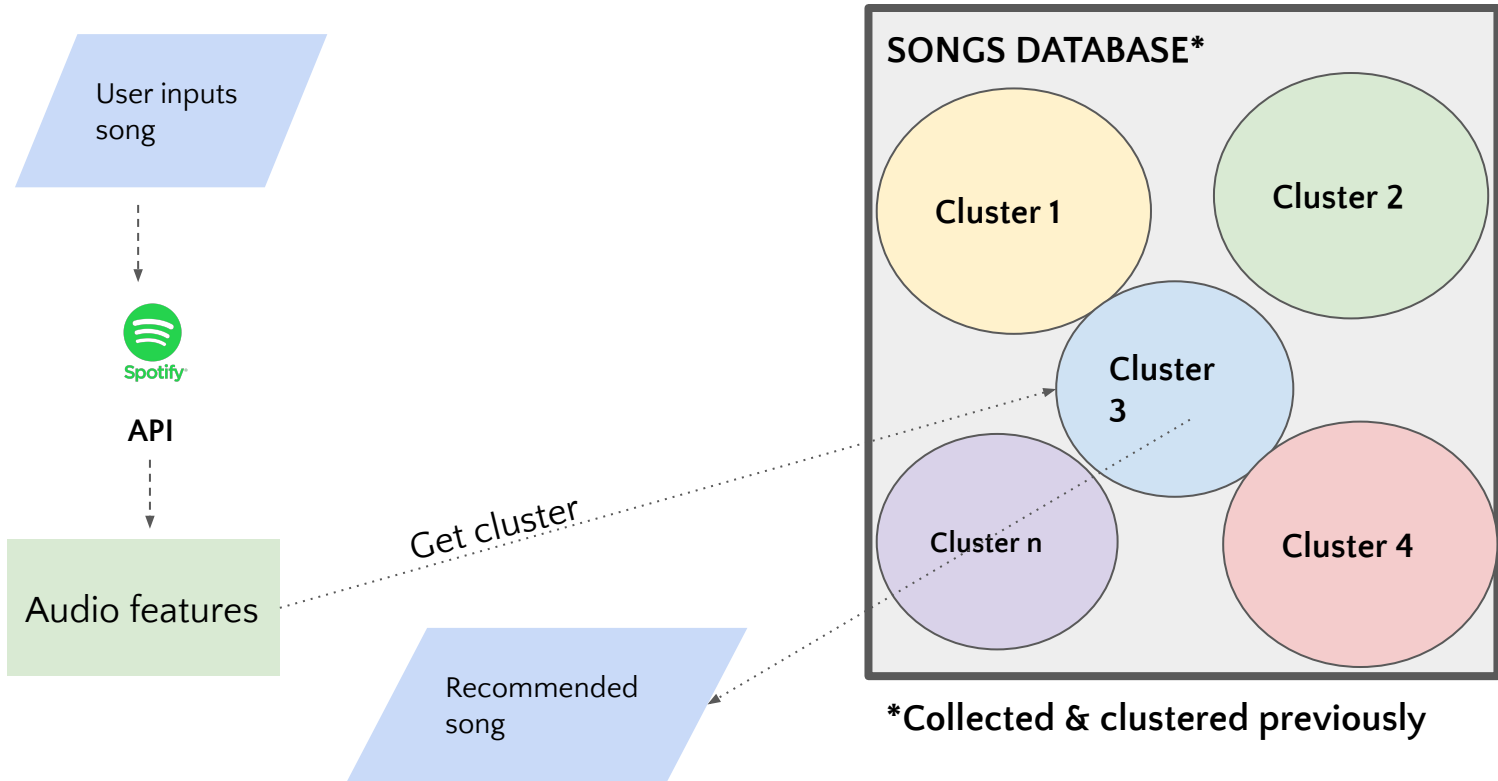 User inputs
song
Spotify
API
Audio features
Get cluster
Recommended
song
SONGS DATABASE*
Cluster 1
Cluster 2
Cluster
3
Cluster n
Cluster 4
*Collected & clustered previously